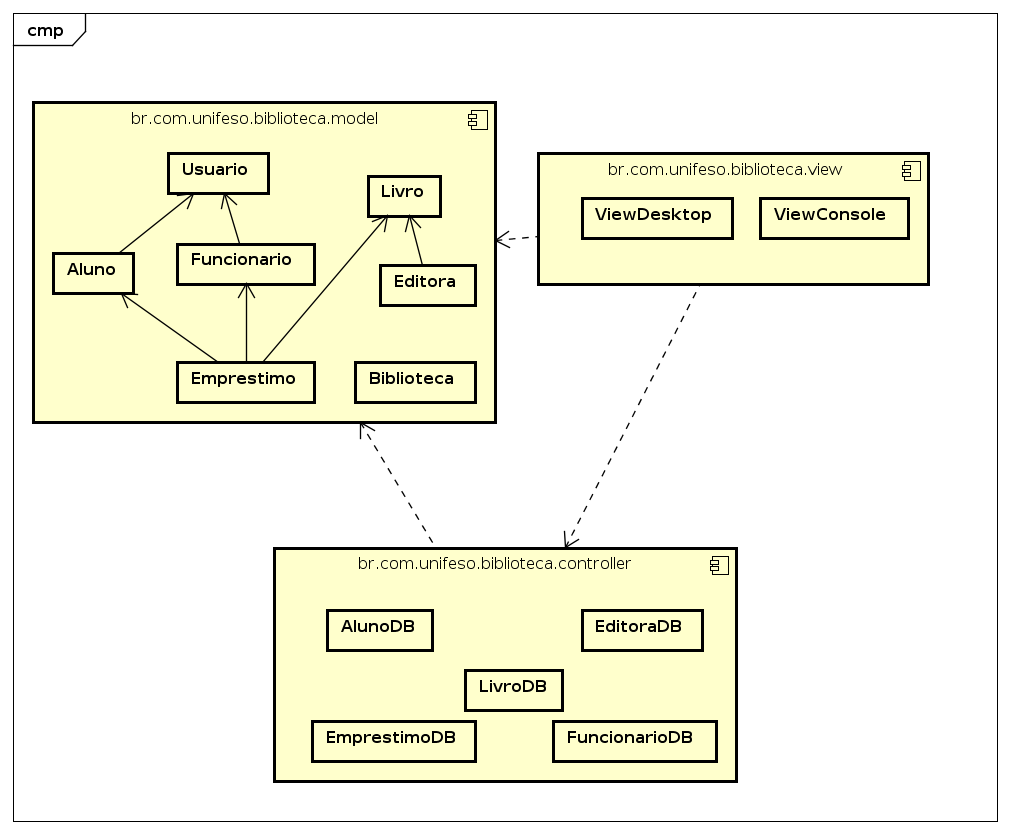 cmp
br.com.unifeso.biblioteca.model
Usuario
Livro
Aluno
Funcionario
Editora
Emprestimo
Biblioteca
br.com.unifeso.biblioteca.view
ViewDesktop
ViewConsole
br.com.unifeso.biblioteca.controller
AlunoDB
EditoraDB
LivroDB
EmprestimoDB
FuncionarioDB